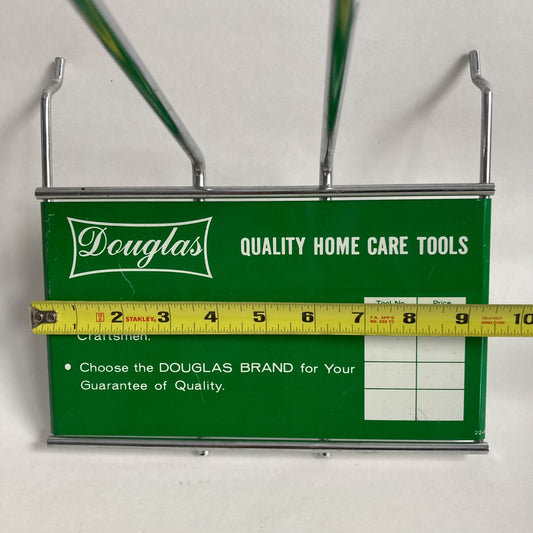 Douglas
QUALITY HOME CARE TOOLS
Tool No. Price
1 2 STANLEY. 3 4 5 6 7 8 9 10
Craftsmen.
• Choose the DOUGLAS BRAND for Your
Guarantee of Quality.